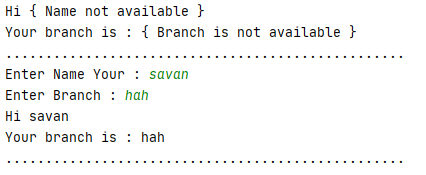 Hi { Name not available }
Your branch is : { Branch is not available }
..................................................
Enter Name Your : savan
Enter Branch : hah
Hi savan
Your branch is : hah
..................................................